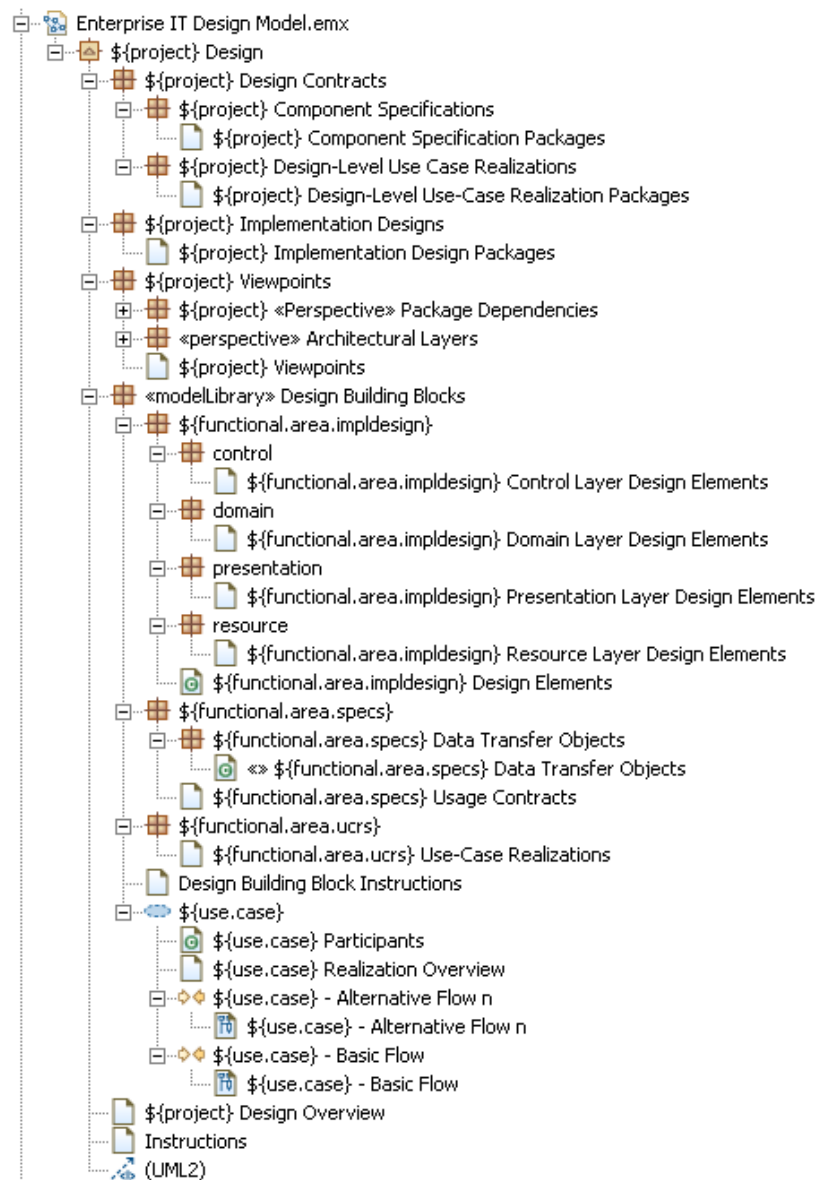 Enterprise IT Design Model.emx
${project} Design
${project} Design Contracts
${project} Component Specifications
${project} Component Specification Packages
${project} Design-Level Use Case Realizations
${project} Design-Level Use-Case Realization Packages
${project} Implementation Designs
${project} Implementation Design Packages
${project} Viewpoints
${project} «Perspective» Package Dependencies
«perspective» Architectural Layers
${project} Viewpoints
«modelLibrary» Design Building Blocks
${functional.area.impldesign}
control
${functional.area.impldesign} Control Layer Design Elements
domain
${functional.area.impldesign} Domain Layer Design Elements
presentation
${functional.area.impldesign} Presentation Layer Design Elements
resource
${functional.area.impldesign} Resource Layer Design Elements
${functional.area.impldesign} Design Elements
${functional.area.specs}
${functional.area.specs} Data Transfer Objects
«» ${functional.area.specs} Data Transfer Objects
${functional.area.specs} Usage Contracts
${functional.area.ucrs}
${functional.area.ucrs} Use-Case Realizations
Design Building Block Instructions
${use.case}
${use.case} Participants
${use.case} Realization Overview
${use.case} - Alternative Flow n
${use.case} - Alternative Flow n
${use.case} - Basic Flow
${use.case} - Basic Flow
${project} Design Overview
Instructions
(UML2)